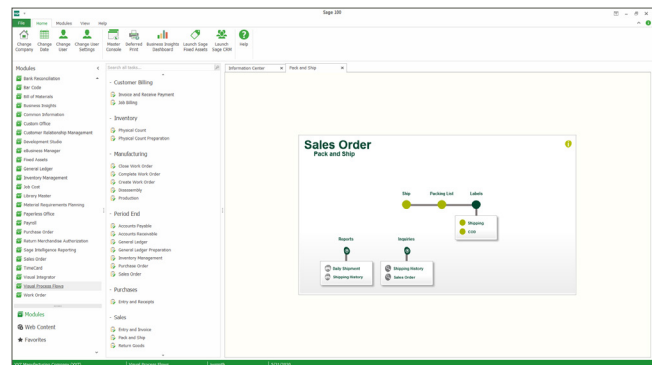 Sage 100
File Home Modules View Help
Change Company
Change Date
Change User
Change User Settings
Master Console
Deferred Print
Business Insights Dashboard
Launch Sage Fixed Assets
Launch Sage CRM
Help
Modules
Bank Reconciliation
Bar Code
Bill of Materials
Business Insights
Common Information
Custom Office
Customer Relationship Management
Development Studio
eBusiness Manager
Fixed Assets
General Ledger
Inventory Management
Job Cost
Library Master
Material Requirements Planning
Paperless Office
Payroll
Purchase Order
Return Merchandise Authorization
Sage Intelligence Reporting
Sales Order
TimeCard
Visual Integrator
Visual Process Flows
Work Order
Modules
Web Content
Favorites
Search all tasks...
Customer Billing
Invoice and Receive Payment
Job Billing
Inventory
Physical Count
Physical Count Preparation
Manufacturing
Close Work Order
Complete Work Order
Create Work Order
Disassembly
Production
Period End
Accounts Payable
Accounts Receivable
General Ledger
General Ledger Preparation
Inventory Management
Purchase Order
Sales Order
Purchases
Entry and Receipts
Sales
Entry and Invoice
Pack and Ship
Return Goods
Information Center
Pack and Ship
Sales Order
Pack and Ship
Ship Packing List Labels
Shipping
COD
Reports Inquiries
Daily Shipment
Shipping History
Shipping History
Sales Order